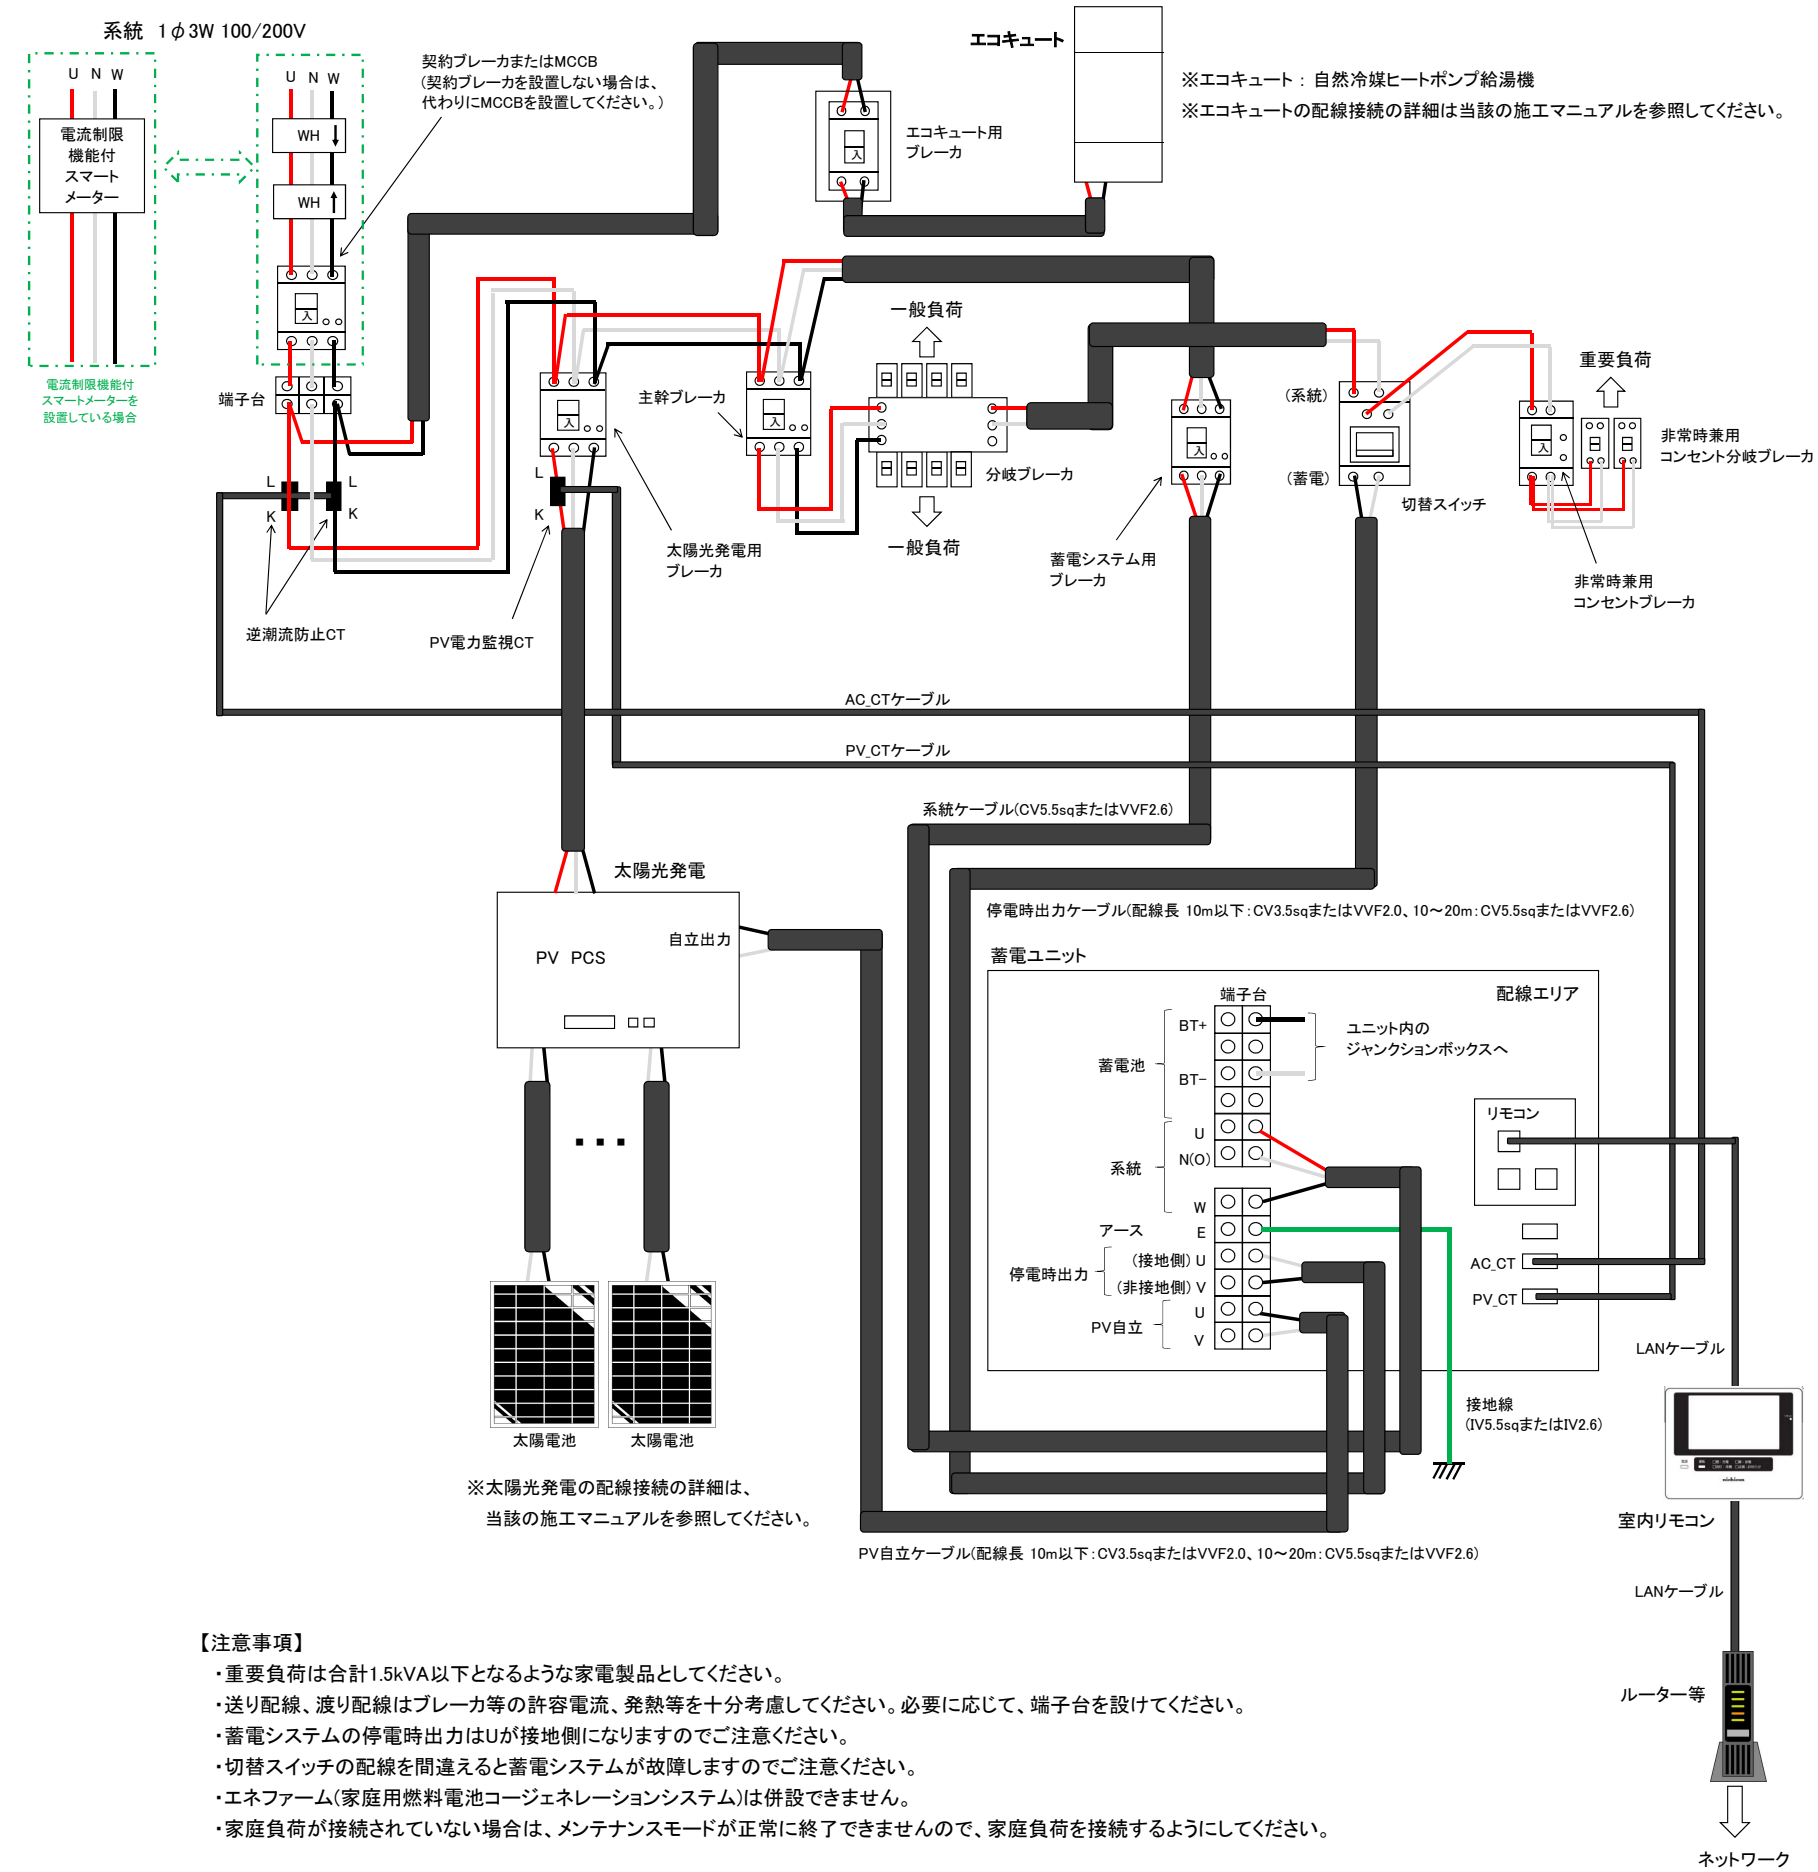 系統 1φ3W 100/200V
U N W
電流制限
機能付
スマート
メーター
電流制限機能付
スマートメーターを
設置している場合
U N W
WH
WH
入
契約ブレーカまたはMCCB
(契約ブレーカを設置しない場合は、
代わりにMCCBを設置してください。)
端子台
L
K
L
K
逆潮流防止CT
エコキュート
※エコキュート : 自然冷媒ヒートポンプ給湯機
※エコキュートの配線接続の詳細は当該の施工マニュアルを参照してください。
入
エコキュート用
ブレーカ
入
L
K
PV電力監視CT
太陽光発電用
ブレーカ
主幹ブレーカ
入
一般負荷
分岐ブレーカ
一般負荷
入
蓄電システム用
ブレーカ
(系統)
(蓄電)
切替スイッチ
入
重要負荷
非常時兼用
コンセント分岐ブレーカ
非常時兼用
コンセントブレーカ
AC_CTケーブル
PV_CTケーブル
系統ケーブル(CV5.5sqまたはVVF2.6)
停電時出力ケーブル(配線長 10m以下:CV3.5sqまたはVVF2.0、10~20m:CV5.5sqまたはVVF2.6)
太陽光発電
自立出力
PV PCS
太陽電池
太陽電池
※太陽光発電の配線接続の詳細は、
当該の施工マニュアルを参照してください。
蓄電ユニット
配線エリア
端子台
BT+
蓄電池
BT-
ユニット内の
ジャンクションボックスへ
U
系統
N(O)
W
アース
E
停電時出力
(接地側) U
(非接地側) V
PV自立
U
V
リモコン
AC_CT
PV_CT
LANケーブル
接地線
(IV5.5sqまたはIV2.6)
PV自立ケーブル(配線長 10m以下:CV3.5sqまたはVVF2.0、10~20m:CV5.5sqまたはVVF2.6)
室内リモコン
LANケーブル
ルーター等
ネットワーク
【注意事項】
・重要負荷は合計1.5kVA以下となるような家電製品としてください。
・送り配線、渡り配線はブレーカ等の許容電流、発熱等を十分考慮してください。必要に応じて、端子台を設けてください。
・蓄電システムの停電時出力はUが接地側になりますのでご注意ください。
・切替スイッチの配線を間違えると蓄電システムが故障しますのでご注意ください。
・エネファーム(家庭用燃料電池コージェネレーションシステム)は併設できません。
・家庭負荷が接続されていない場合は、メンテナンスモードが正常に終了できませんので、家庭負荷を接続するようにしてください。